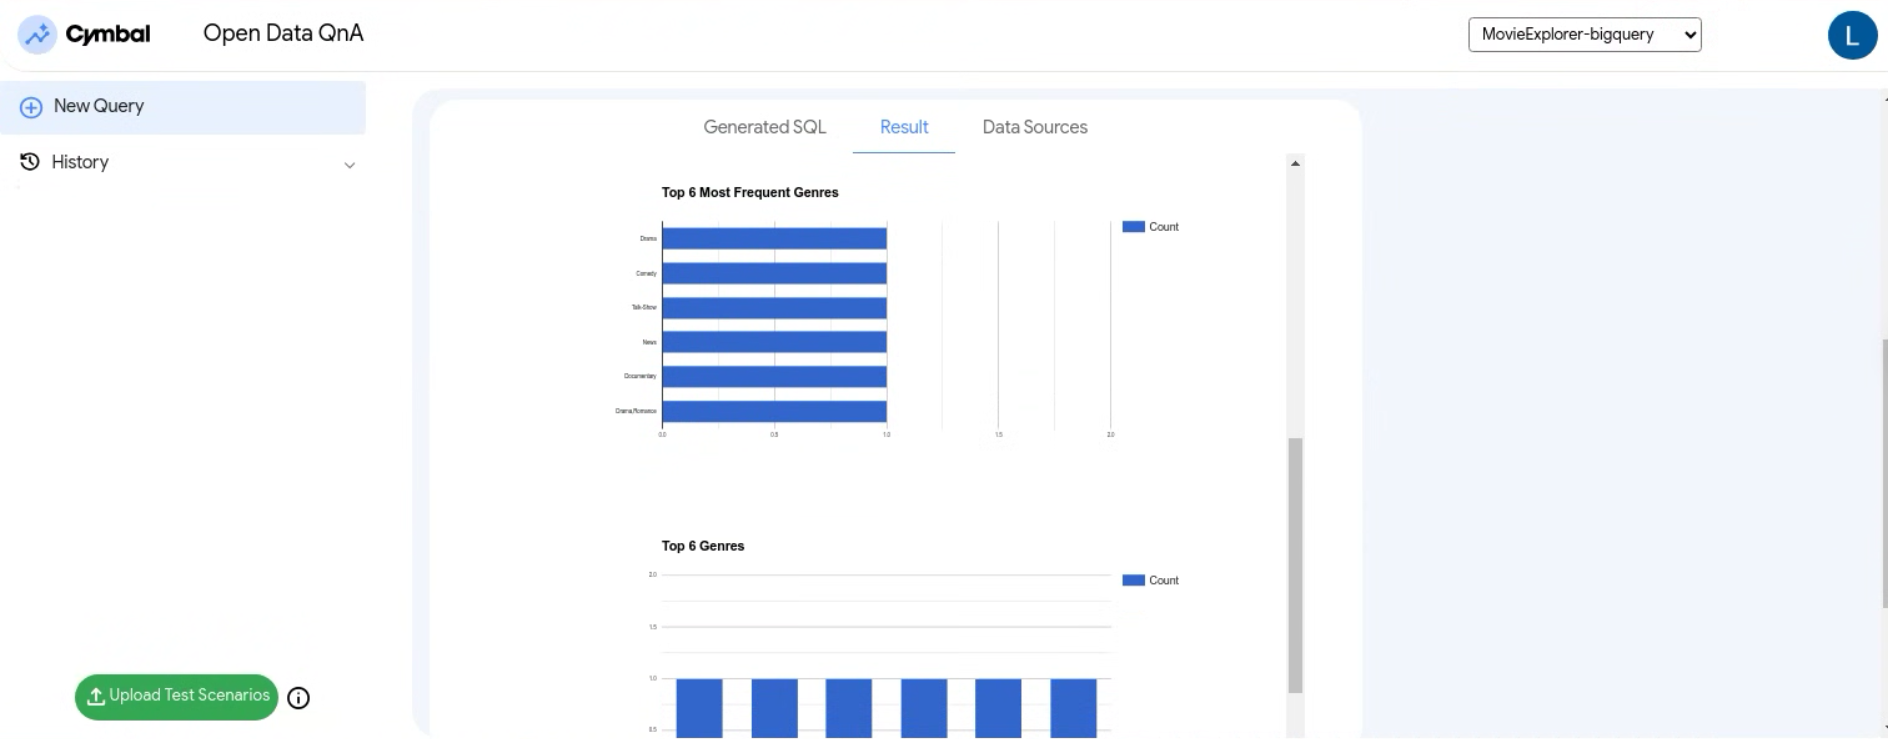 Cymbal
Open Data QnA
MovieExplorer-bigquery
L
New Query
History
Generated SQL
Result
Data Sources
Top 6 Most Frequent Genres
Count
Drama
Comedy
Talk-Show
News
Documentary
Drama,Romance
0.0
0.5
1.0
1.5
2.0
Top 6 Genres
Count
2.0
1.5
1.0
0.5
Upload Test Scenarios